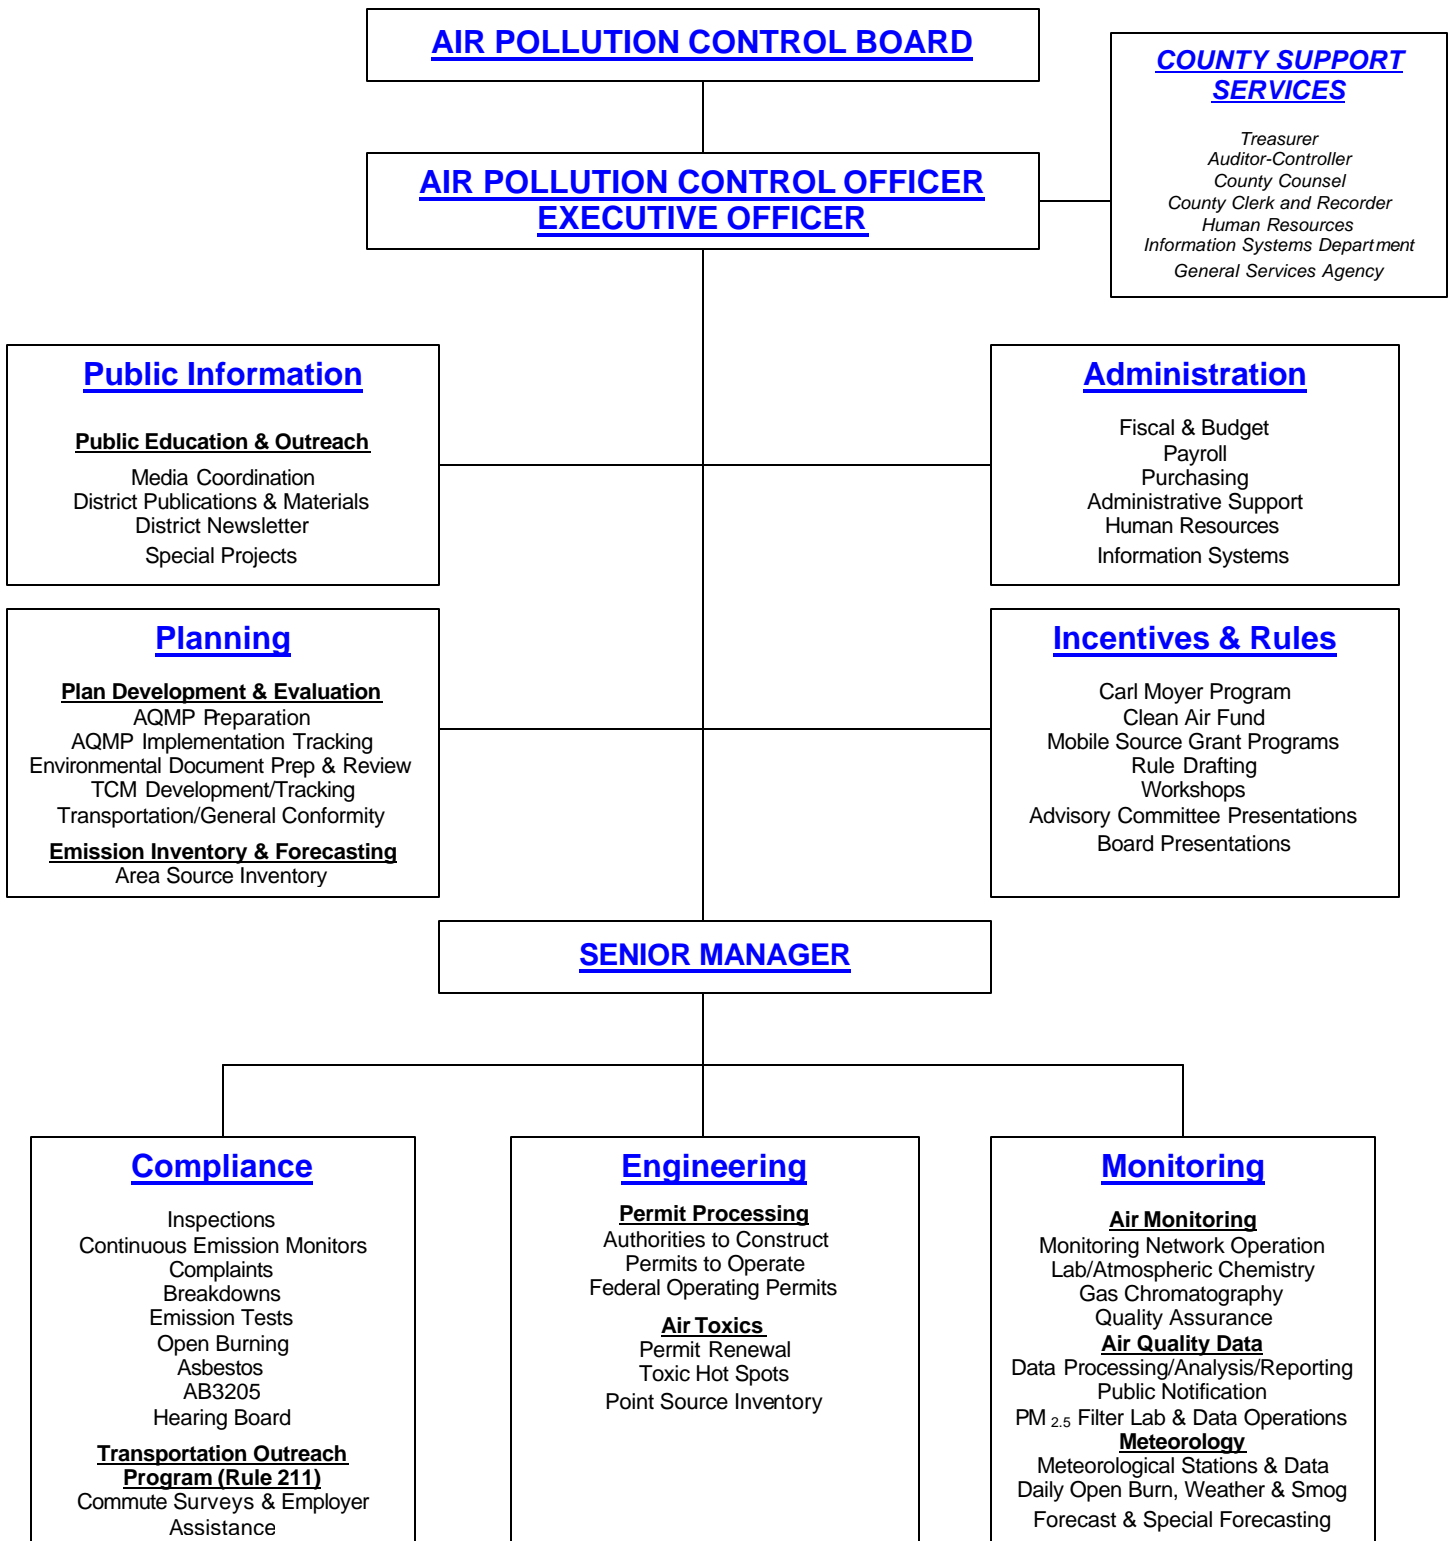 AIR POLLUTION CONTROL BOARD
COUNTY SUPPORT
SERVICES
Treasurer
Auditor-Controller
County Counsel
County Clerk and Recorder
Human Resources
Information Systems Department
General Services Agency
AIR POLLUTION CONTROL OFFICER
EXECUTIVE OFFICER
Public Information
Public Education & Outreach
Media Coordination
District Publications & Materials
District Newsletter
Special Projects
Administration
Fiscal & Budget
Payroll
Purchasing
Administrative Support
Human Resources
Information Systems
Planning
Plan Development & Evaluation
AQMP Preparation
AQMP Implementation Tracking
Environmental Document Prep & Review
TCM Development/Tracking
Transportation/General Conformity
Emission Inventory & Forecasting
Area Source Inventory
Incentives & Rules
Carl Moyer Program
Clean Air Fund
Mobile Source Grant Programs
Rule Drafting
Workshops
Advisory Committee Presentations
Board Presentations
SENIOR MANAGER
Compliance
Inspections
Continuous Emission Monitors
Complaints
Breakdowns
Emission Tests
Open Burning
Asbestos
AB3205
Hearing Board
Transportation Outreach
Program (Rule 211)
Commute Surveys & Employer
Assistance
Engineering
Permit Processing
Authorities to Construct
Permits to Operate
Federal Operating Permits
Air Toxics
Permit Renewal
Toxic Hot Spots
Point Source Inventory
Monitoring
Air Monitoring
Monitoring Network Operation
Lab/Atmospheric Chemistry
Gas Chromatography
Quality Assurance
Air Quality Data
Data Processing/Analysis/Reporting
Public Notification
PM 2.5 Filter Lab & Data Operations
Meteorology
Meteorological Stations & Data
Daily Open Burn, Weather & Smog
Forecast & Special Forecasting